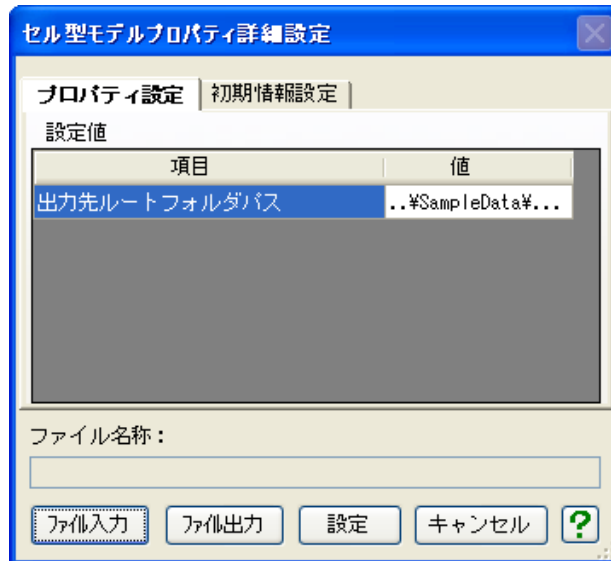 セル型モデルプロパティ詳細設定
プロパティ設定 初期情報設定
設定値
項目 値
出力先ルートフォルダパス ..¥SampleData¥...
ファイル名称：
ﾌｧｲﾙ入力 ﾌｧｲﾙ出力 設定 キャンセル ?